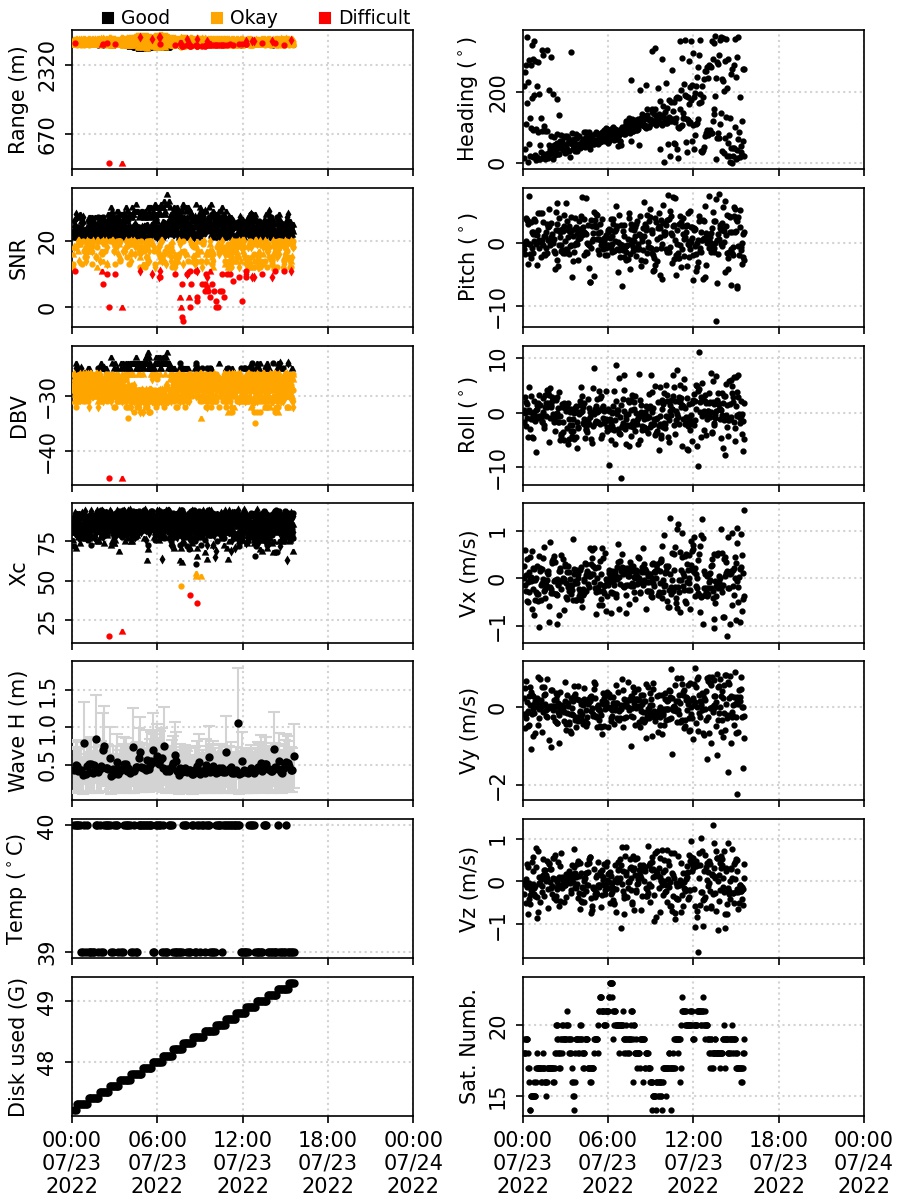 Good Okay Difficult
Range (m)
2320
670
Heading (°)
200
0
SNR
20
0
Pitch (°)
0
−10
DBV
−30
−40
Roll (°)
10
0
−10
Xc
75
50
25
Vx (m/s)
1
0
−1
Wave H (m)
1.5
1.0
0.5
Vy (m/s)
0
−2
Temp (°C)
40
39
Vz (m/s)
1
0
−1
Disk used (G)
49
48
Sat. Numb.
20
15
00:00 06:00 12:00 18:00 00:00
07/23 07/23 07/23 07/23 07/24
2022 2022 2022 2022 2022
00:00 06:00 12:00 18:00 00:00
07/23 07/23 07/23 07/23 07/24
2022 2022 2022 2022 2022